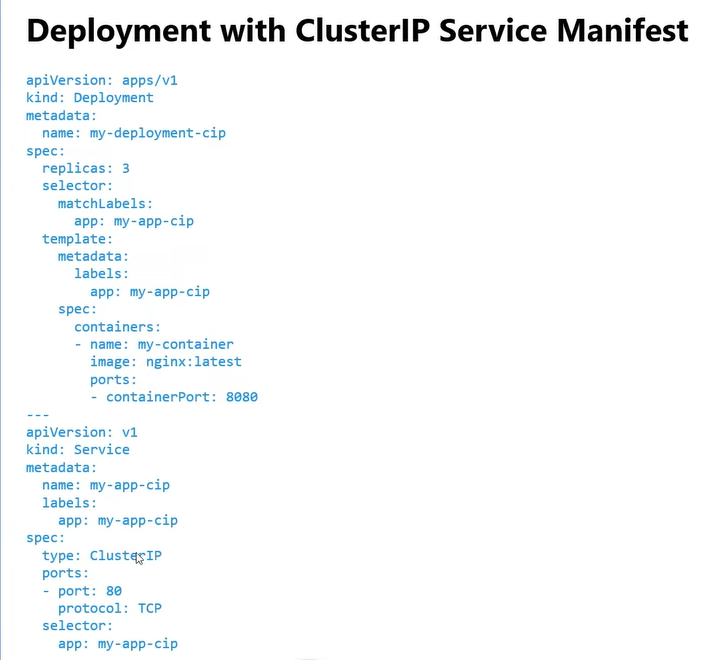 Deployment with ClusterIP Service Manifest
apiVersion: apps/v1
kind: Deployment
metadata:
  name: my-deployment-cip
spec:
  replicas: 3
  selector:
    matchLabels:
      app: my-app-cip
  template:
    metadata:
      labels:
        app: my-app-cip
    spec:
      containers:
      - name: my-container
        image: nginx:latest
        ports:
        - containerPort: 8080
---
apiVersion: v1
kind: Service
metadata:
  name: my-app-cip
  labels:
    app: my-app-cip
spec:
  type: ClusterIP
  ports:
  - port: 80
    protocol: TCP
  selector:
    app: my-app-cip